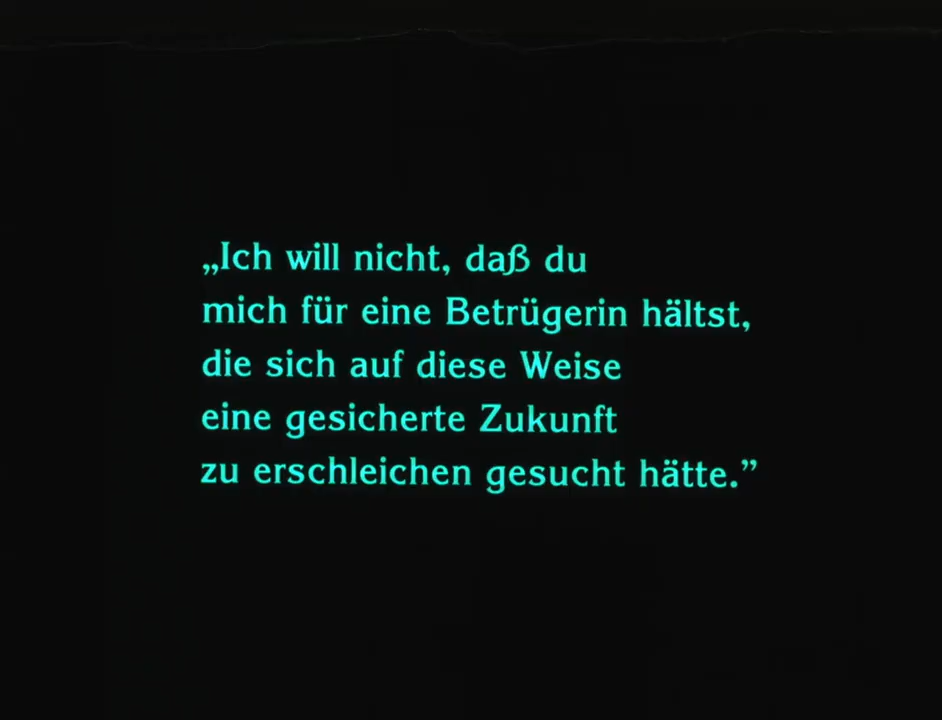 „Ich will nicht, daß du
mich für eine Betrügerin hältst,
die sich auf diese Weise
eine gesicherte Zukunft
zu erschleichen gesucht hätte.”